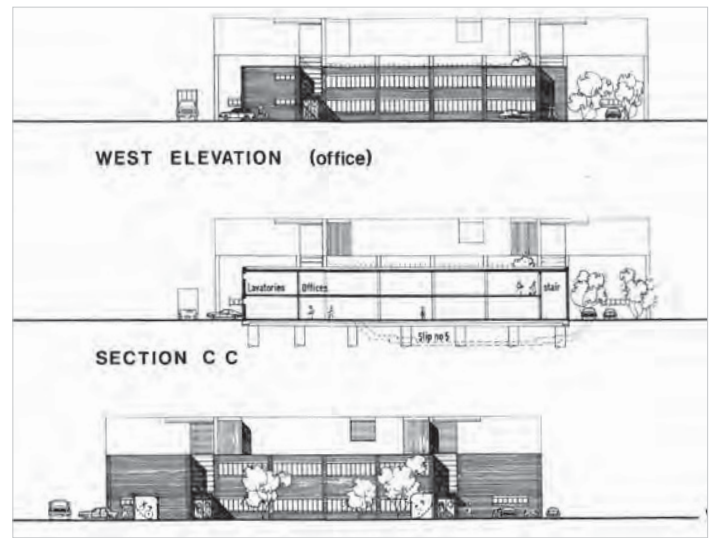 WEST ELEVATION (office)
Lavatories Offices stair
Slip no 5
SECTION C C